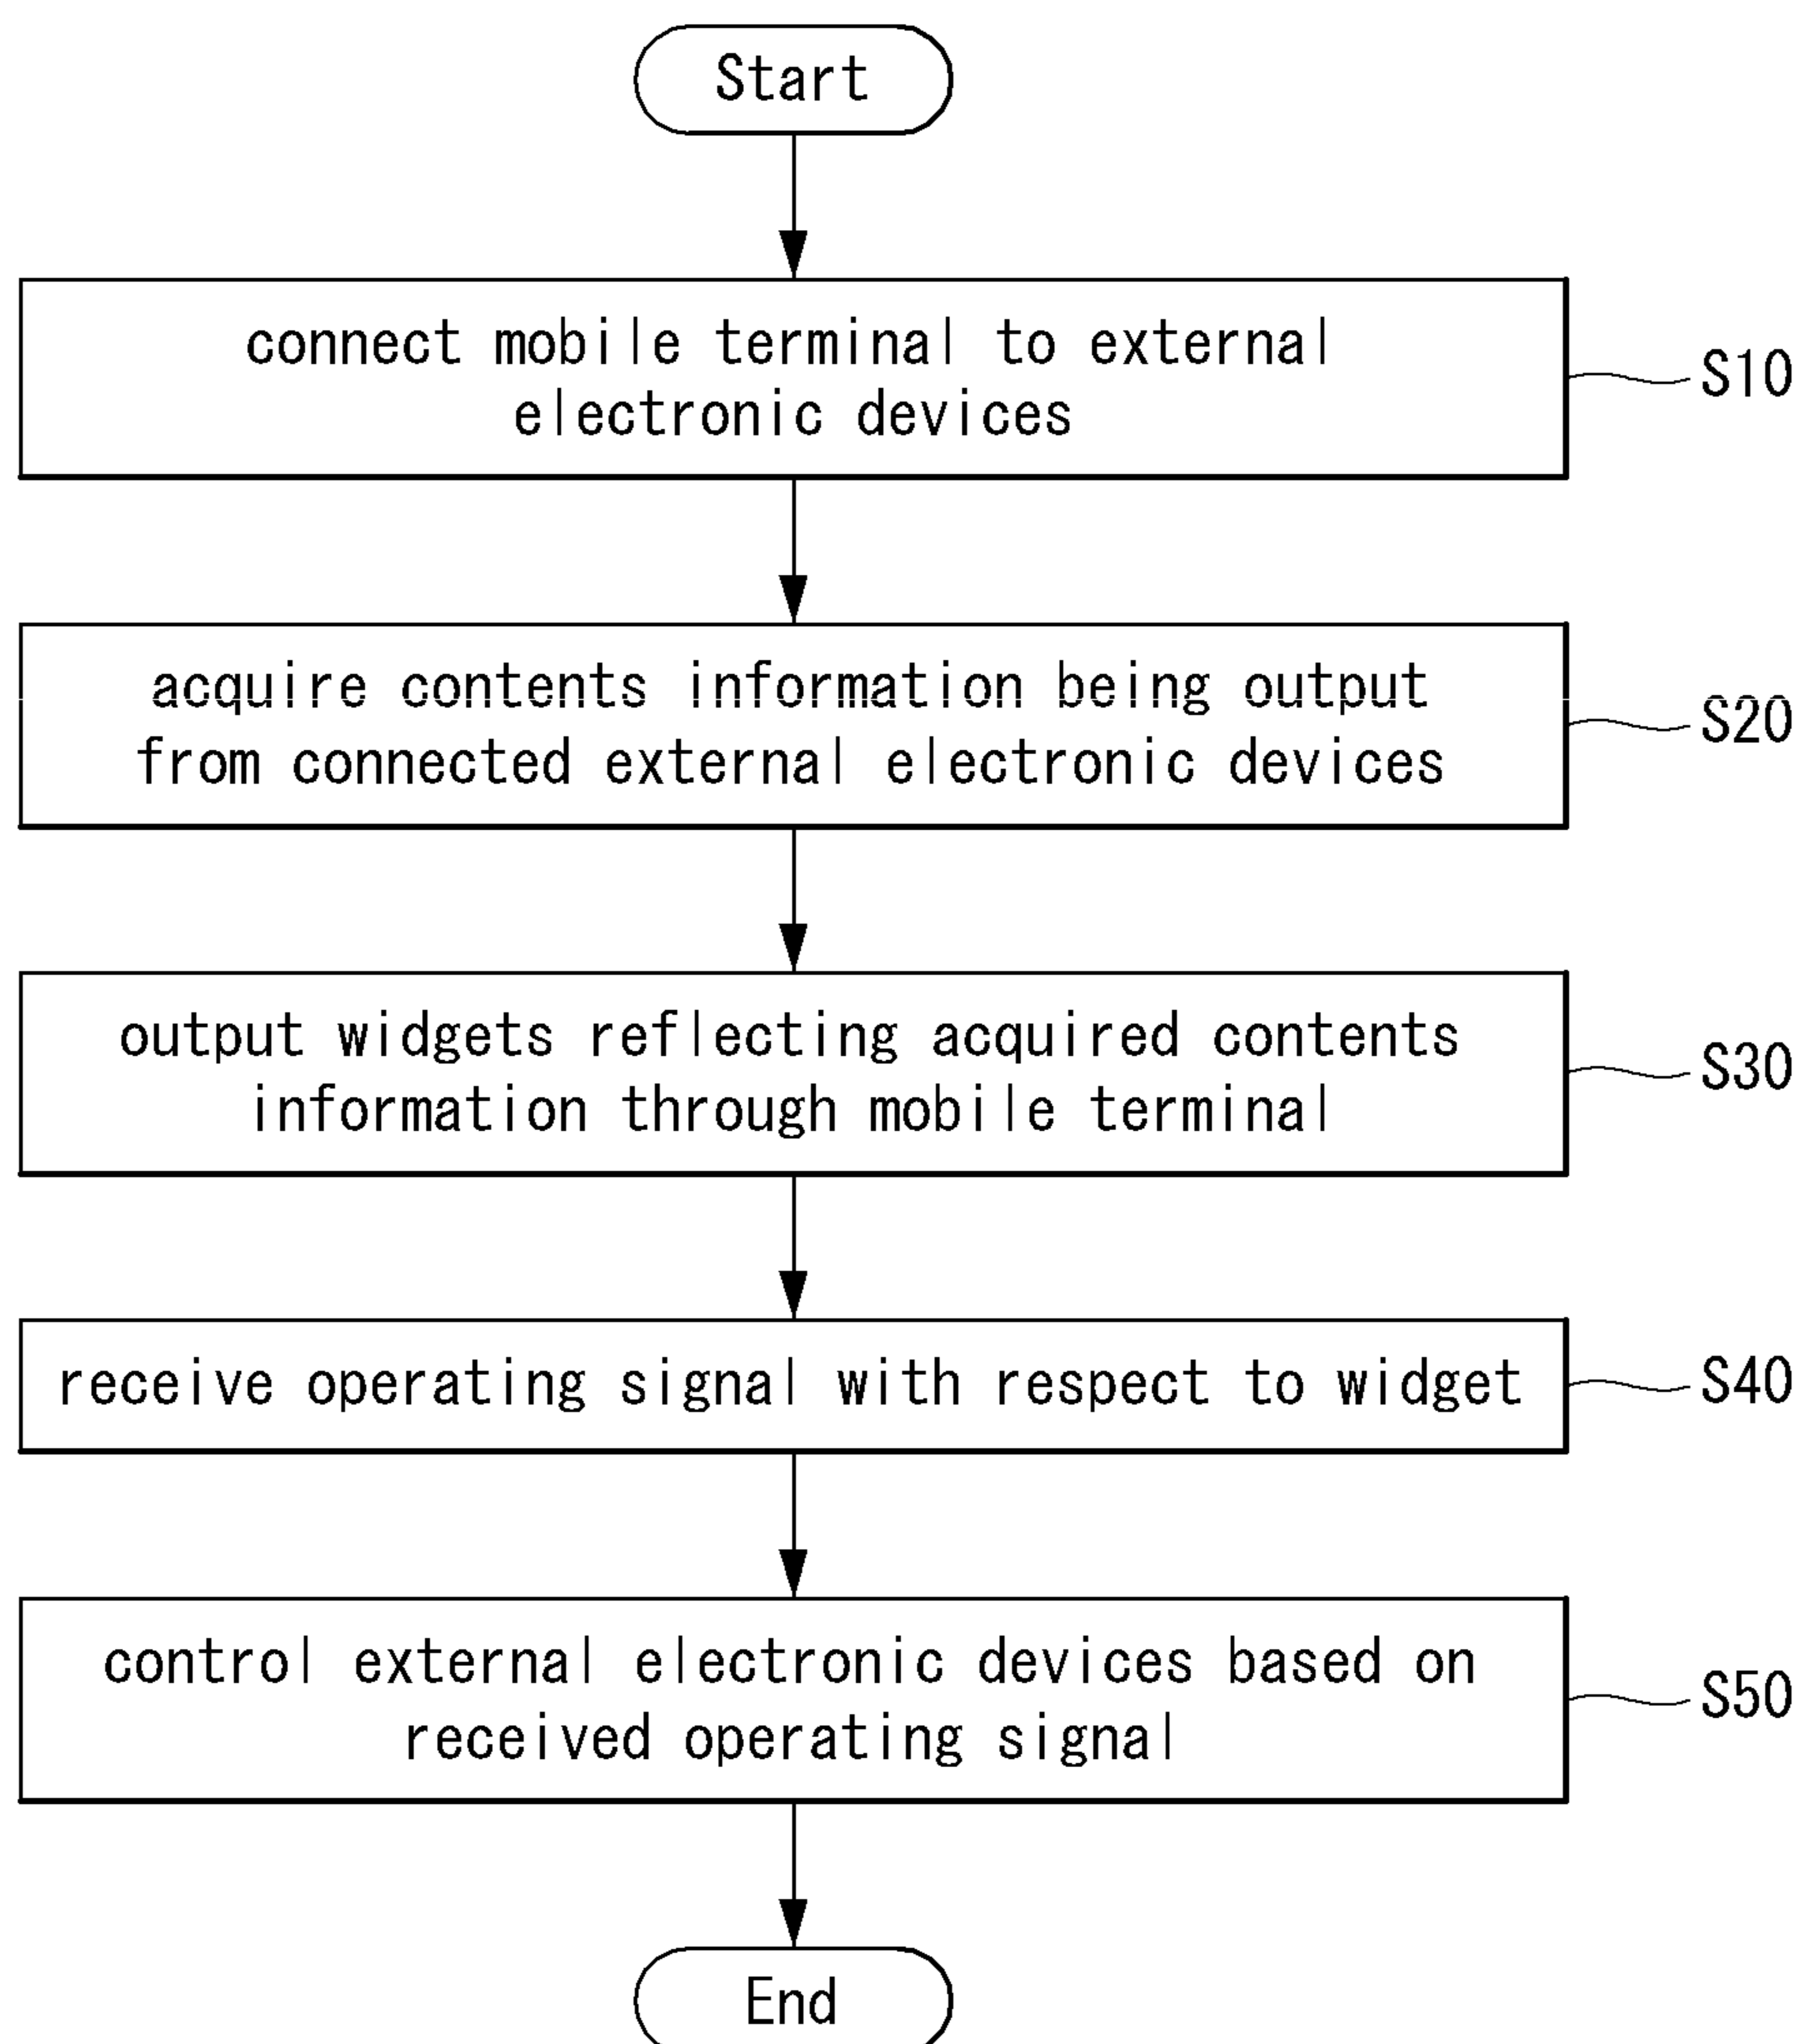 Start
connect mobile terminal to external
electronic devices
S10
acquire contents information being output
from connected external electronic devices
S20
output widgets reflecting acquired contents
information through mobile terminal
S30
receive operating signal with respect to widget
S40
control external electronic devices based on
received operating signal
S50
End